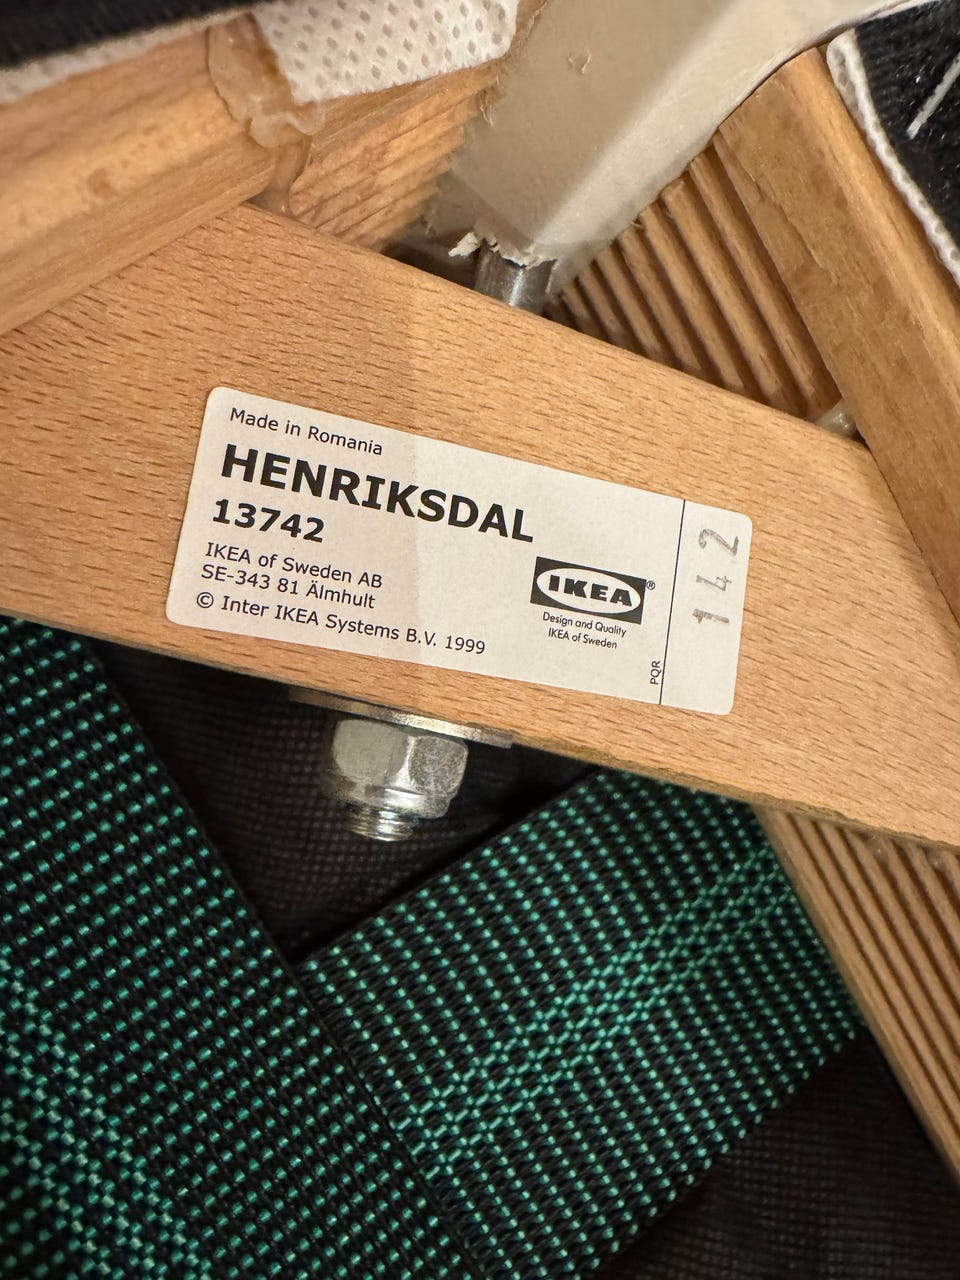 Made in Romania
HENRIKSDAL
13742
IKEA of Sweden AB
SE-343 81 Älmhult
© Inter IKEA Systems B.V. 1999
IKEA®
Design and Quality
IKEA of Sweden
PQR
142